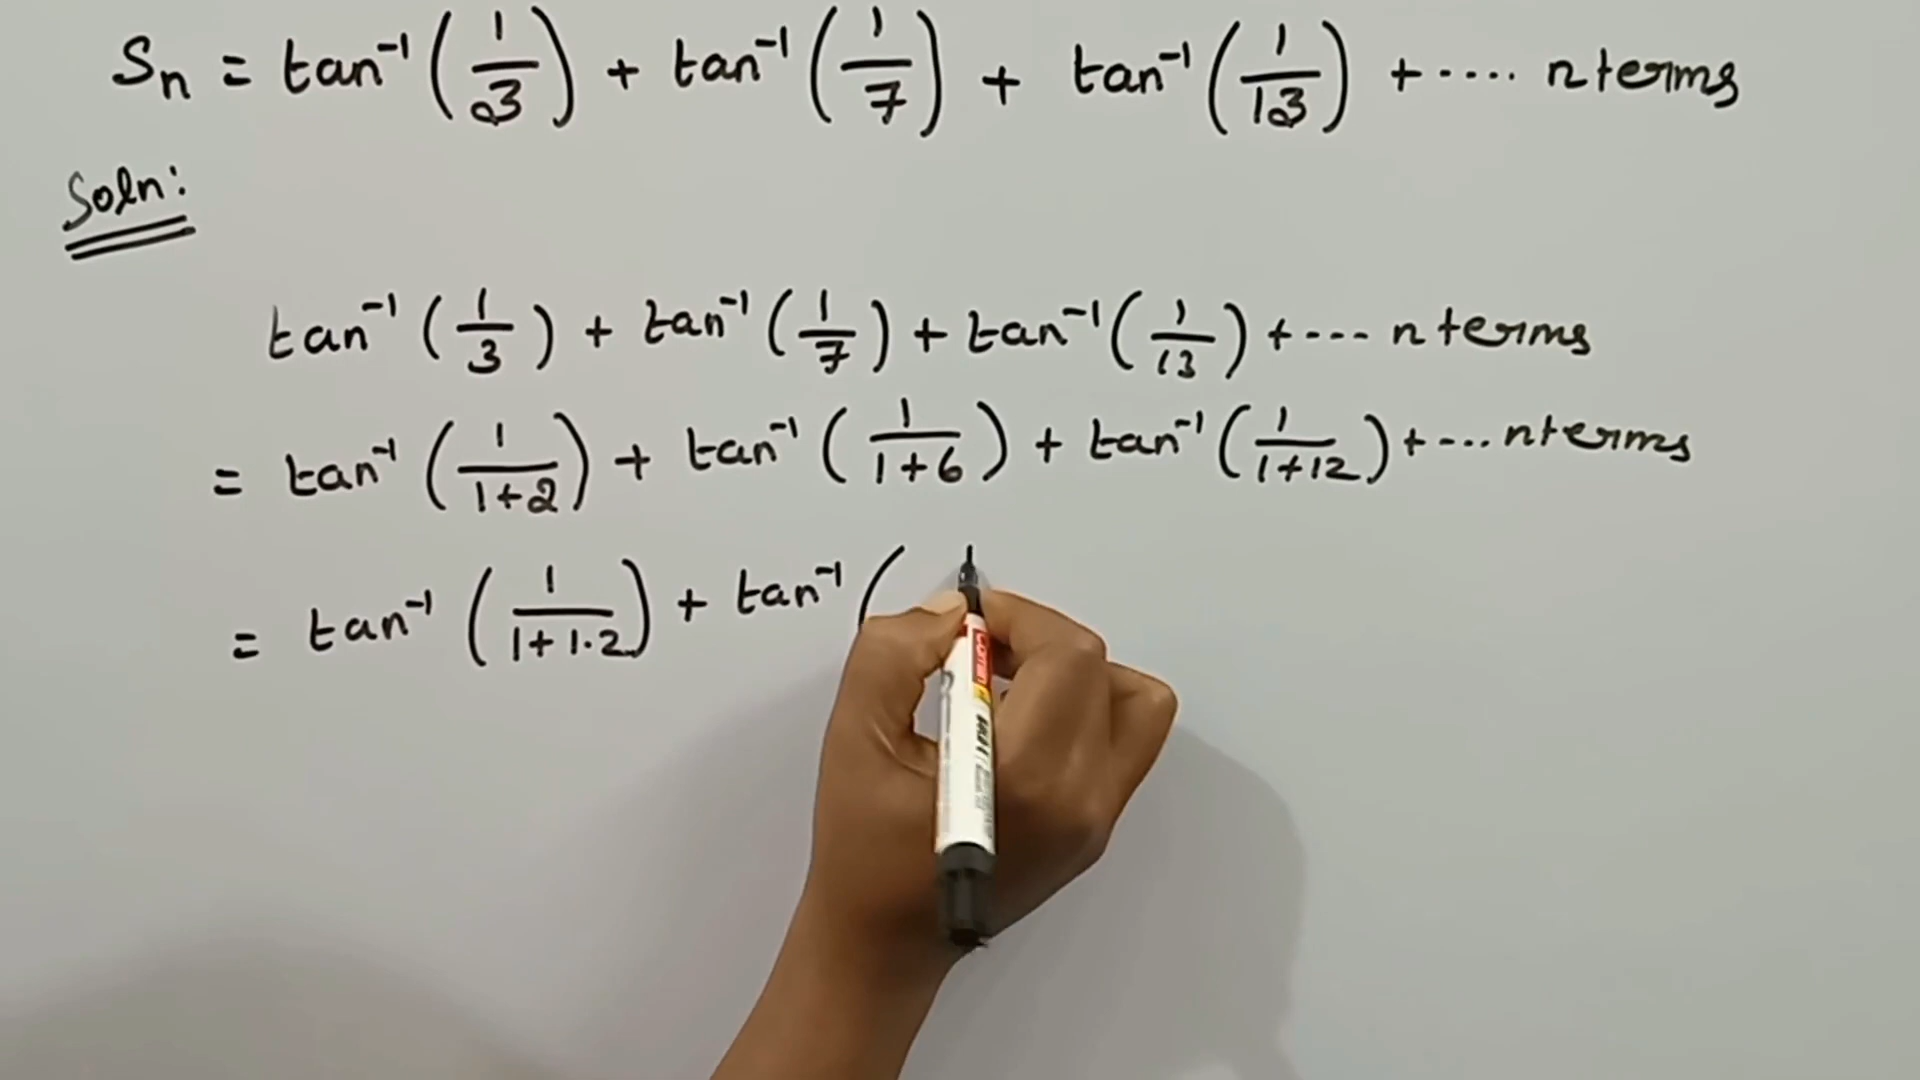 Sn = tan⁻¹(1/3) + tan⁻¹(1/7) + tan⁻¹(1/13) + ..... n terms
Soln:
tan⁻¹(1/3) + tan⁻¹(1/7) + tan⁻¹(1/13) + .... n terms
= tan⁻¹(1/(1+2)) + tan⁻¹(1/(1+6)) + tan⁻¹(1/(1+12)) + ... n terms
= tan⁻¹(1/(1+1.2)) + tan⁻¹(1